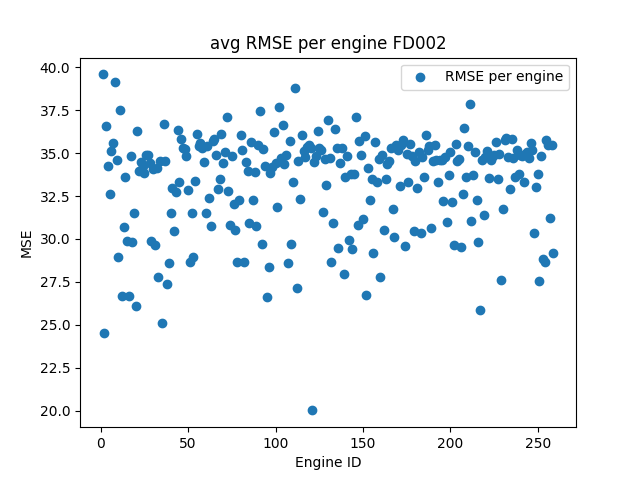 avg RMSE per engine FD002
RMSE per engine
MSE
40.0
37.5
35.0
32.5
30.0
27.5
25.0
22.5
20.0
0 50 100 150 200 250
Engine ID